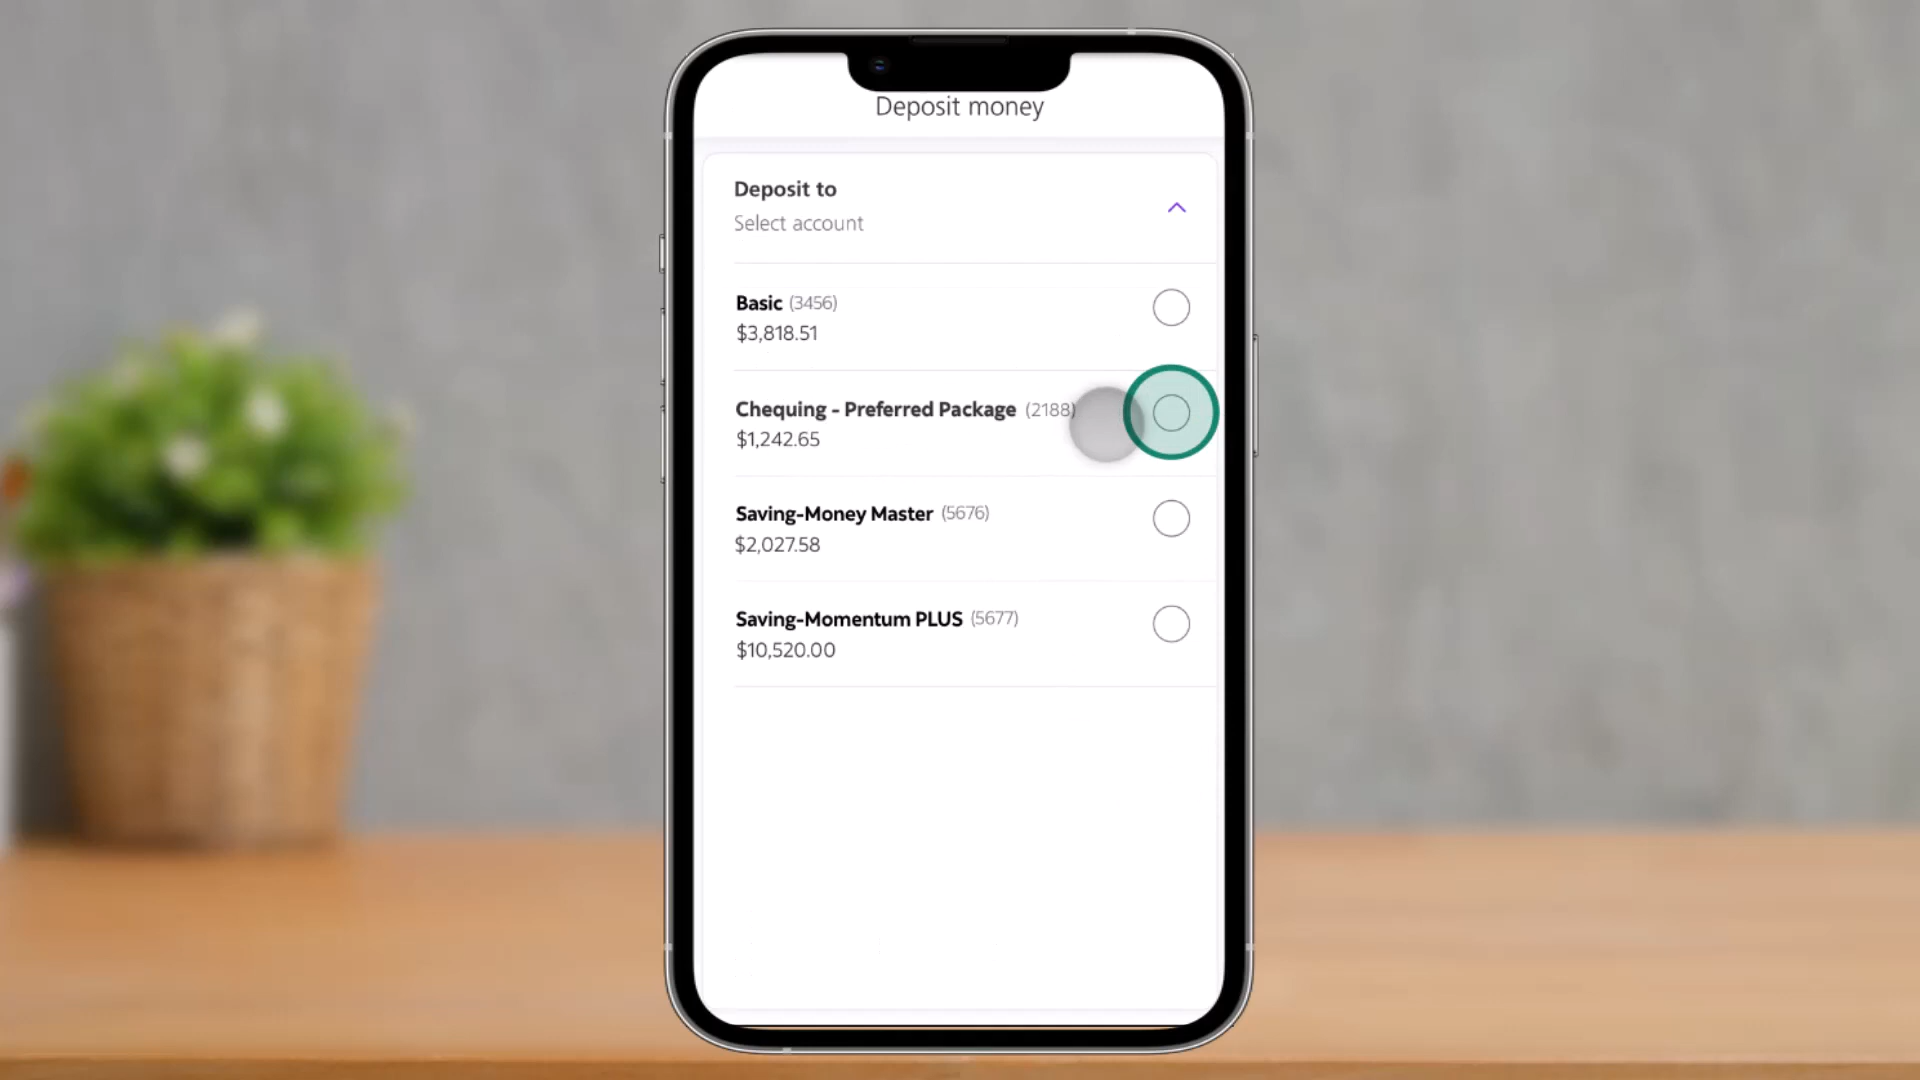 Deposit money
Deposit to
Select account
Basic (3456)
$3,818.51
Chequing - Preferred Package (2188)
$1,242.65
Saving-Money Master (5676)
$2,027.58
Saving-Momentum PLUS (5677)
$10,520.00